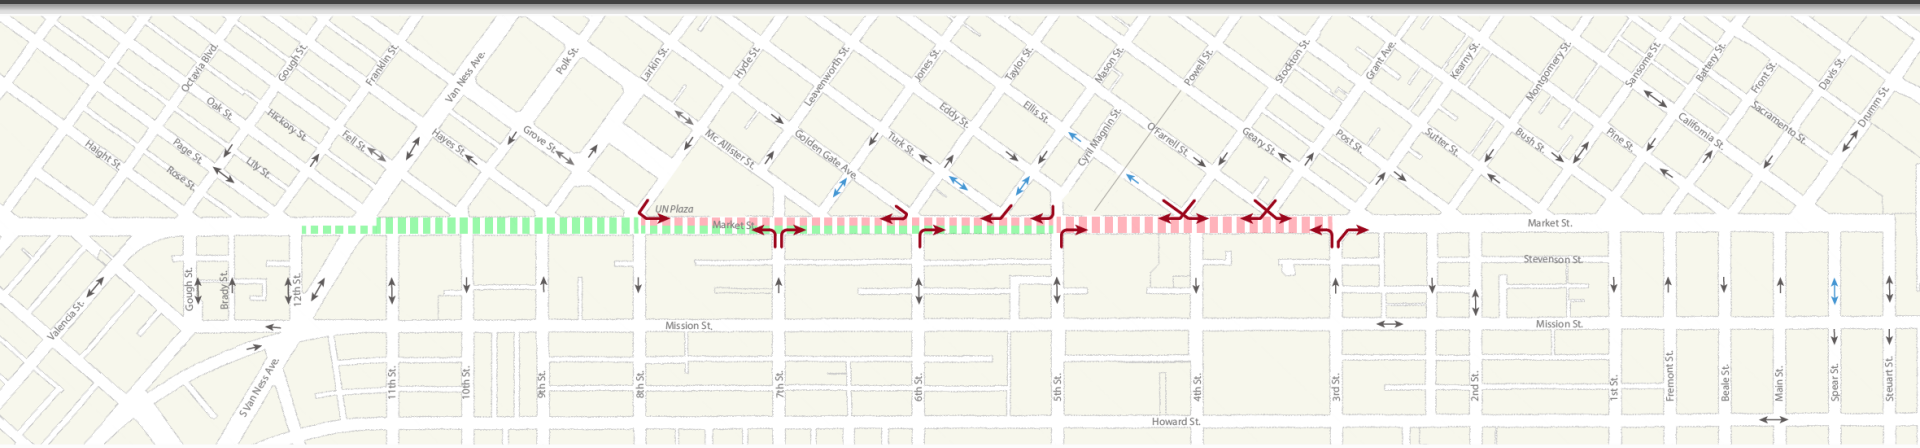 Octavia Blvd.
Gough St.
Franklin St.
Van Ness Ave.
Polk St.
Larkin St.
Hyde St.
Leavenworth St.
Jones St.
Taylor St.
Mason St.
Powell St.
Stockton St.
Grant Ave.
Kearny St.
Montgomery St.
Sansome St.
Battery St.
Front St.
Davis St.
Drumm St.
Haight St.
Page St.
Rose St.
Oak St.
Lily St.
Hickory St.
Fell St.
Hayes St.
Grove St.
Mc Allister St.
Golden Gate Ave.
Turk St.
Eddy St.
Ellis St.
Cyril Magnin St.
O'Farrell St.
Geary St.
Post St.
Sutter St.
Bush St.
Pine St.
California St.
Sacramento St.
UN Plaza
Market St.
Market St.
Stevenson St.
Valencia St.
Gough St.
Brady St.
12th St.
Mission St.
Mission St.
S Van Ness Ave.
11th St.
10th St.
9th St.
8th St.
7th St.
6th St.
5th St.
4th St.
3rd St.
2nd St.
1st St.
Fremont St.
Beale St.
Main St.
Spear St.
Steuart St.
Howard St.